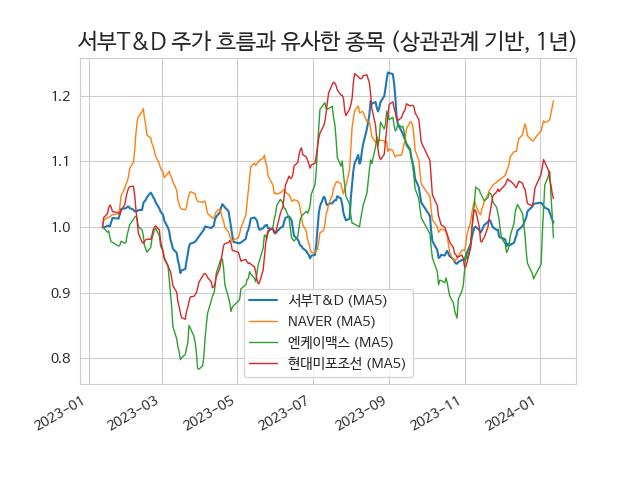 서부T&D 주가 흐름과 유사한 종목 (상관관계 기반, 1년)
1.2
1.1
1.0
0.9
0.8
서부T&D (MA5)
NAVER (MA5)
엔케이맥스 (MA5)
현대미포조선 (MA5)
2023-01
2023-03
2023-05
2023-07
2023-09
2023-11
2024-01